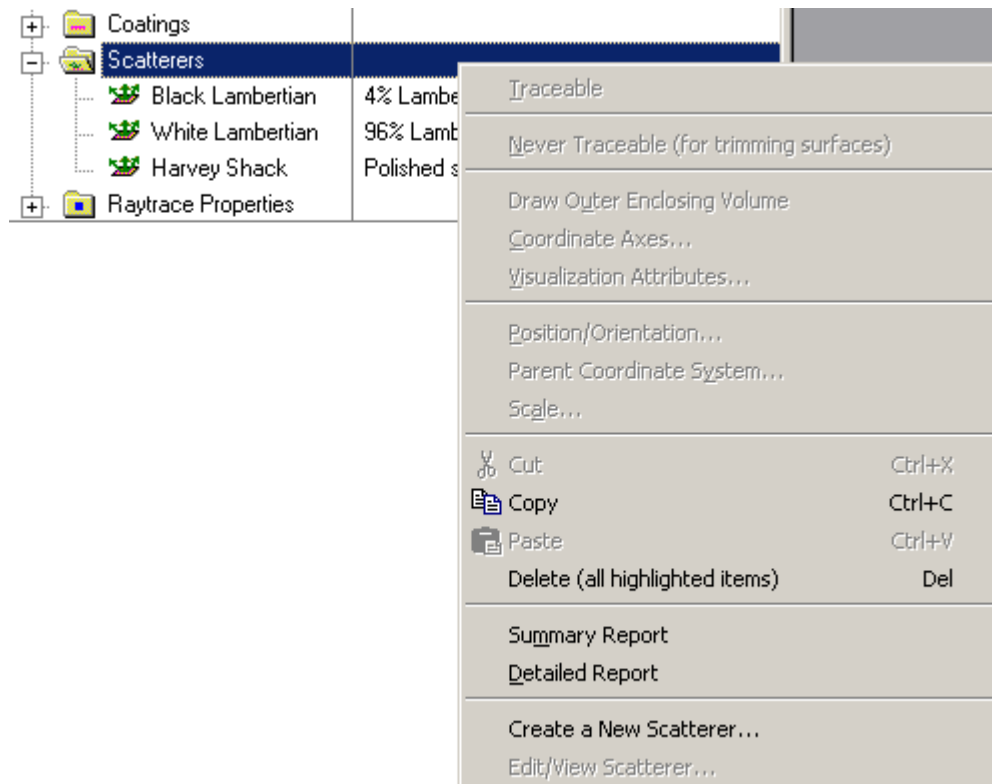 Coatings
Scatterers
Black Lambertian 4% Lambe
White Lambertian 96% Lamb
Harvey Shack Polished s
Raytrace Properties
Traceable
Never Traceable (for trimming surfaces)
Draw Outer Enclosing Volume
Coordinate Axes...
Visualization Attributes...
Position/Orientation...
Parent Coordinate System...
Scale...
Cut Ctrl+X
Copy Ctrl+C
Paste Ctrl+V
Delete (all highlighted items) Del
Summary Report
Detailed Report
Create a New Scatterer...
Edit/View Scatterer...